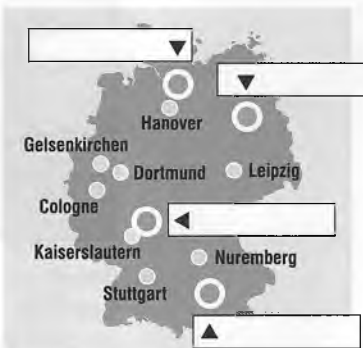 Hanover
Gelsenkirchen
Dortmund
Leipzig
Cologne
Kaiserslautern
Nuremberg
Stuttgart